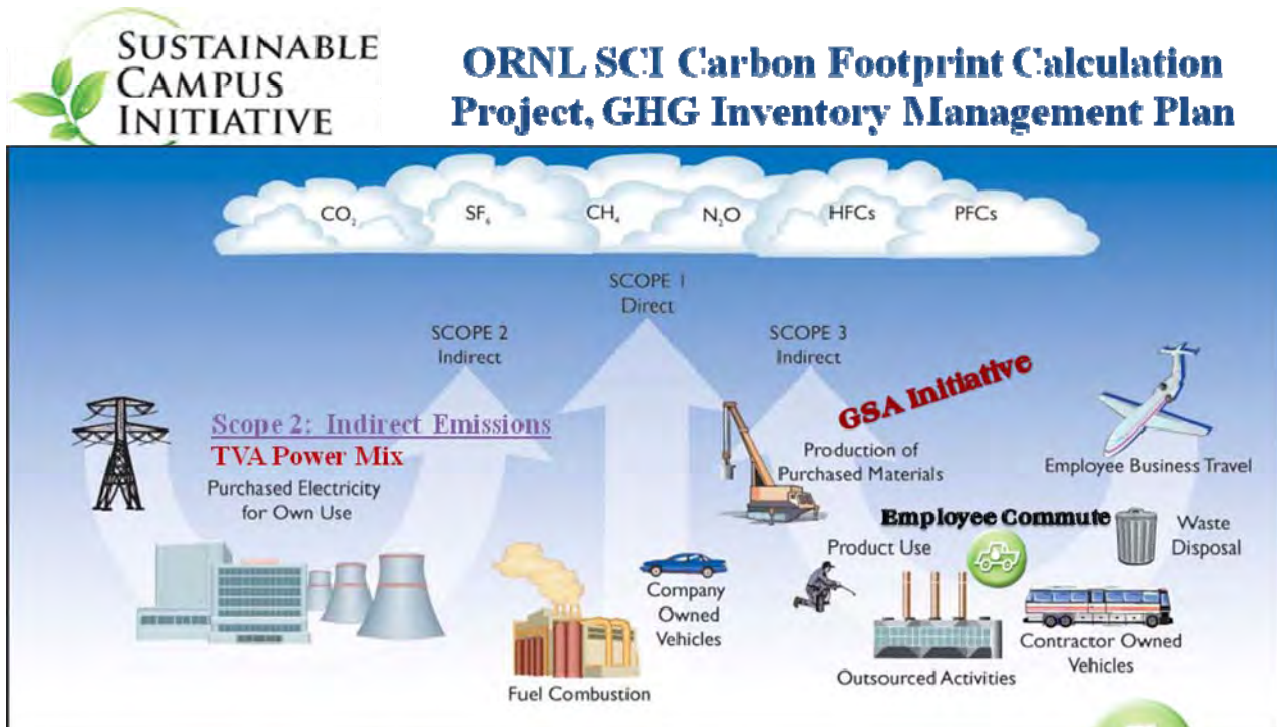 SUSTAINABLE
CAMPUS
INITIATIVE
ORNL SCI Carbon Footprint Calculation
Project, GHG Inventory Management Plan
CO₂
SF₆
CH₄
N₂O
HFCs
PFCs
SCOPE 1
Direct
SCOPE 2
Indirect
SCOPE 3
Indirect
GSA Initiative
Scope 2: Indirect Emissions
TVA Power Mix
Purchased Electricity
for Own Use
Production of
Purchased Materials
Employee Business Travel
Employee Commute
Product Use
Waste
Disposal
Company
Owned
Vehicles
Contractor Owned
Vehicles
Outsourced Activities
Fuel Combustion